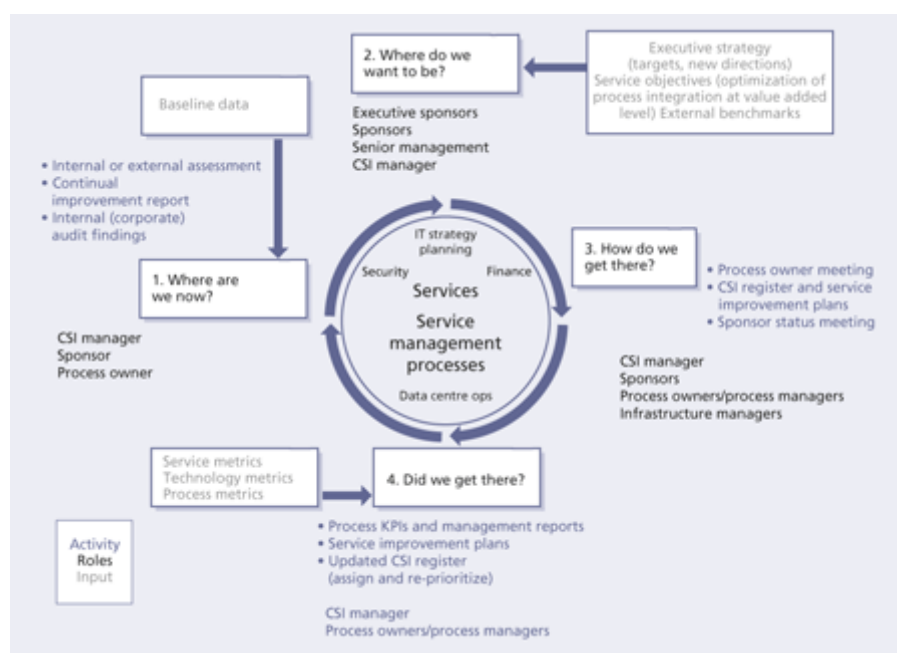 2. Where do we
want to be?
Executive strategy
(targets, new directions)
Service objectives (optimization of
process integration at value added
level) External benchmarks
Baseline data
Executive sponsors
Sponsors
Senior management
CSI manager
• Internal or external assessment
• Continual
improvement report
• Internal (corporate)
audit findings
1. Where are
we now?
CSI manager
Sponsor
Process owner
IT strategy
planning
Security
Finance
Services
Service
management
processes
Data centre ops
3. How do we
get there?
• Process owner meeting
• CSI register and service
improvement plans
• Sponsor status meeting
CSI manager
Sponsors
Process owners/process managers
Infrastructure managers
Service metrics
Technology metrics
Process metrics
4. Did we get there?
• Process KPIs and management reports
• Service improvement plans
• Updated CSI register
(assign and re-prioritize)
CSI manager
Process owners/process managers
Activity
Roles
Input